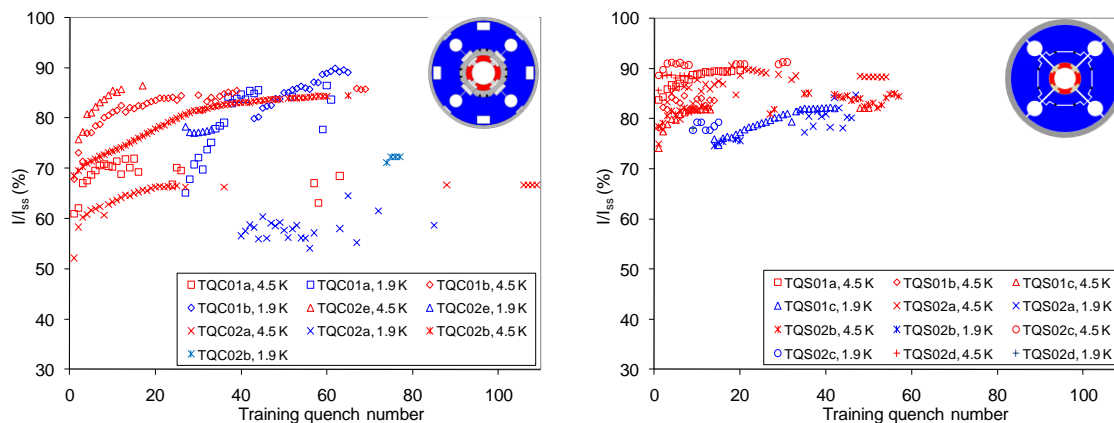 100
90
80
70
60
50
40
30
I/Iss (%)
0 20 40 60 80 100
Training quench number
TQC01a, 4.5 K TQC01a, 1.9 K TQC01b, 4.5 K
TQC01b, 1.9 K TQC02e, 4.5 K TQC02e, 1.9 K
TQC02a, 4.5 K TQC02a, 1.9 K TQC02b, 4.5 K
TQC02b, 1.9 K
100
90
80
70
60
50
40
30
I/Iss (%)
0 20 40 60 80 100
Training quench number
TQS01a, 4.5 K TQS01b, 4.5 K TQS01c, 4.5 K
TQS01c, 1.9 K TQS02a, 4.5 K TQS02a, 1.9 K
TQS02b, 4.5 K TQS02b, 1.9 K TQS02c, 4.5 K
TQS02c, 1.9 K TQS02d, 4.5 K TQS02d, 1.9 K